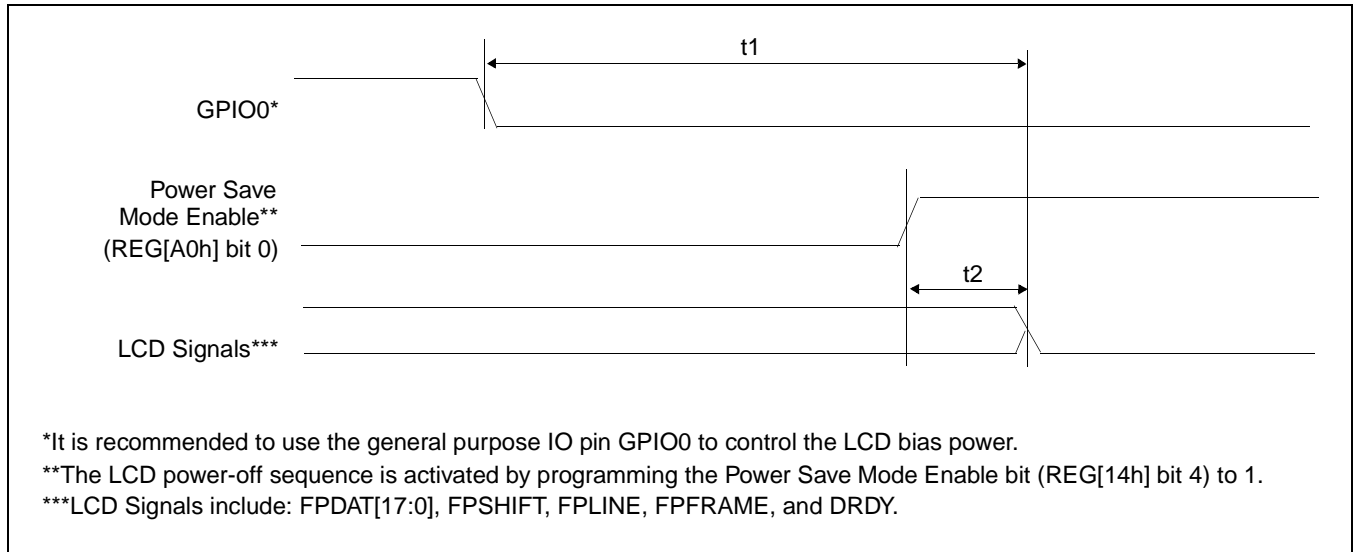 t1
GPIO0*
Power Save
Mode Enable**
(REG[A0h] bit 0)
t2
LCD Signals***
*It is recommended to use the general purpose IO pin GPIO0 to control the LCD bias power.
**The LCD power-off sequence is activated by programming the Power Save Mode Enable bit (REG[14h] bit 4) to 1.
***LCD Signals include: FPDAT[17:0], FPSHIFT, FPLINE, FPFRAME, and DRDY.